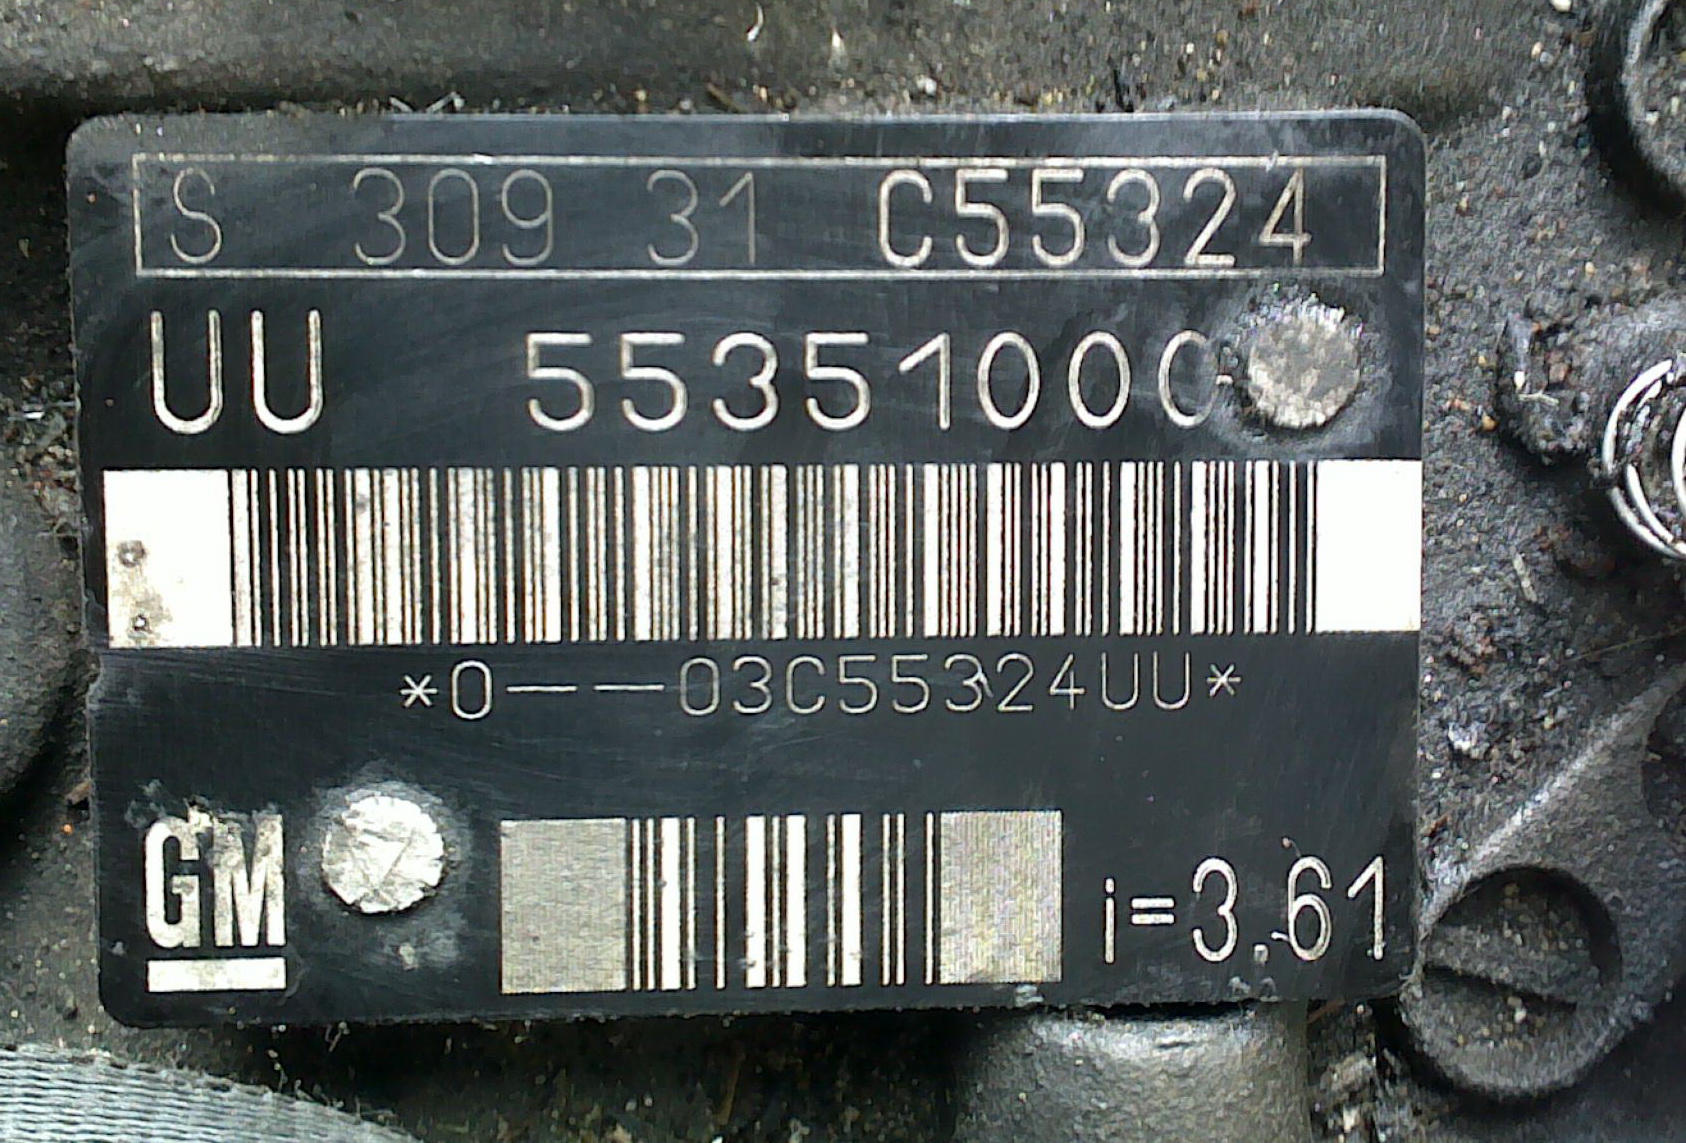 S 309 31 C55324
UU 55351000
*0--03C55324UU*
GM
i=3.61